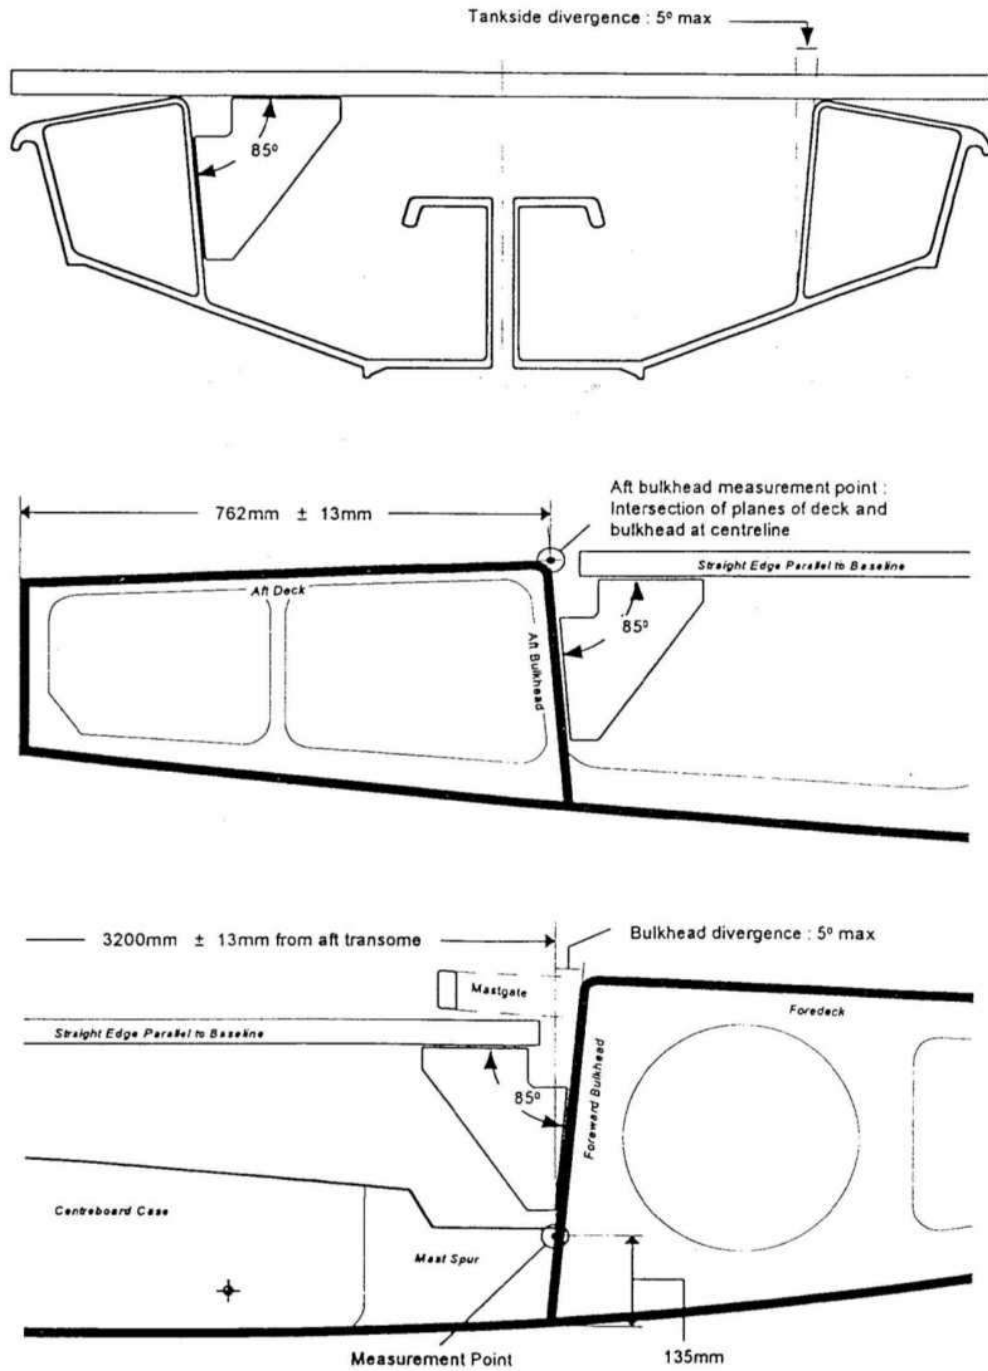 Tankside divergence : 5º max
85º
Aft bulkhead measurement point :
Intersection of planes of deck and
bulkhead at centreline
762mm ± 13mm
Straight Edge Parallel to Baseline
Aft Deck
85º
Aft Bulkhead
3200mm ± 13mm from aft transome
Bulkhead divergence : 5º max
Mastgate
Foredeck
Straight Edge Parallel to Baseline
85º
Foreward Bulkhead
Centreboard Case
Mast Spur
Measurement Point
135mm